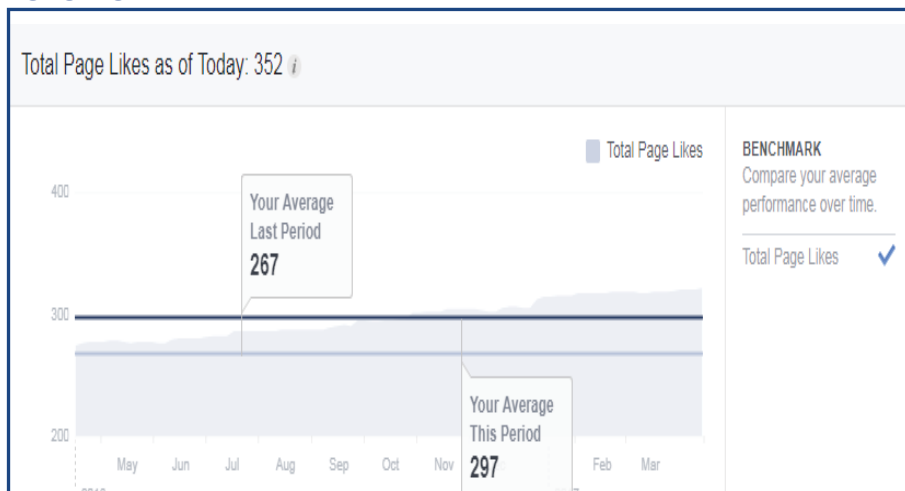 Total Page Likes as of Today: 352 i
Total Page Likes
BENCHMARK
Compare your average
performance over time.
Total Page Likes
400
Your Average
Last Period
267
300
Your Average
This Period
297
200
May Jun Jul Aug Sep Oct Nov Feb Mar